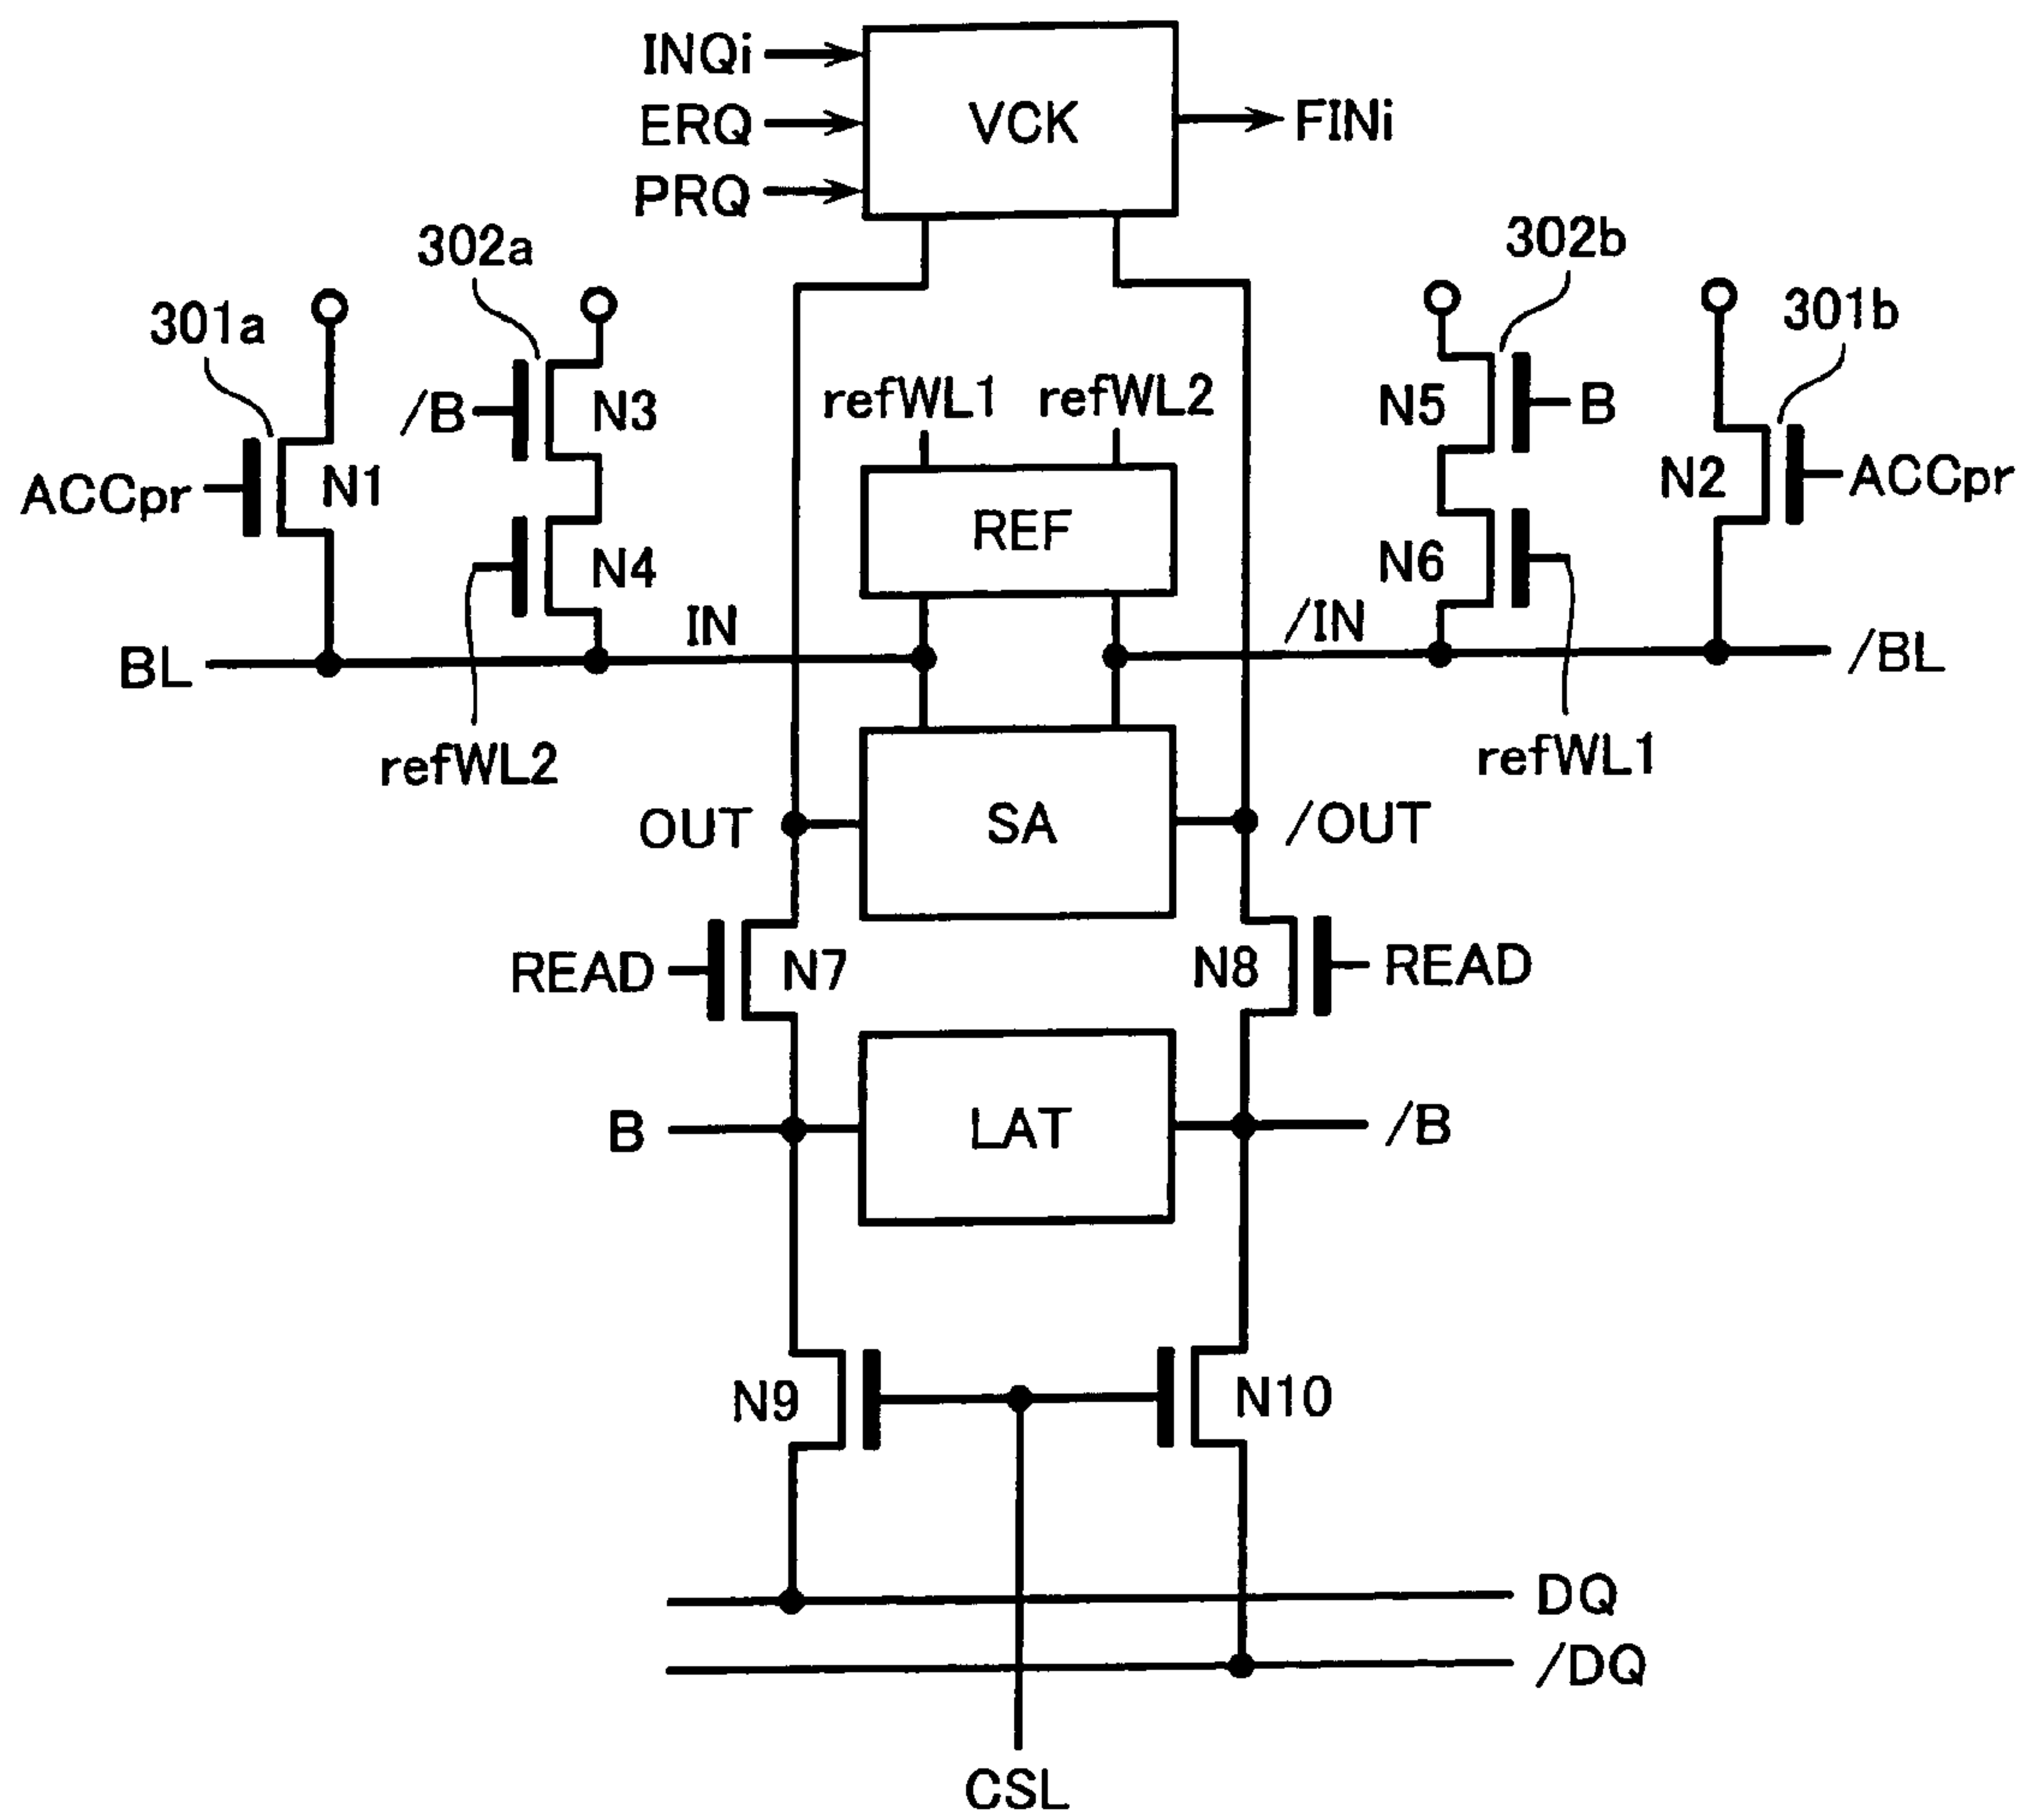 INQi
ERQ
PRQ
VCK
FINi
302a
302b
301a
301b
/B
N3
refWL1
refWL2
N5
B
ACCpr
N1
N2
ACCpr
REF
N4
N6
BL
IN
/IN
/BL
refWL2
refWL1
OUT
SA
/OUT
READ
N7
N8
READ
B
LAT
/B
N9
N10
DQ
/DQ
CSL